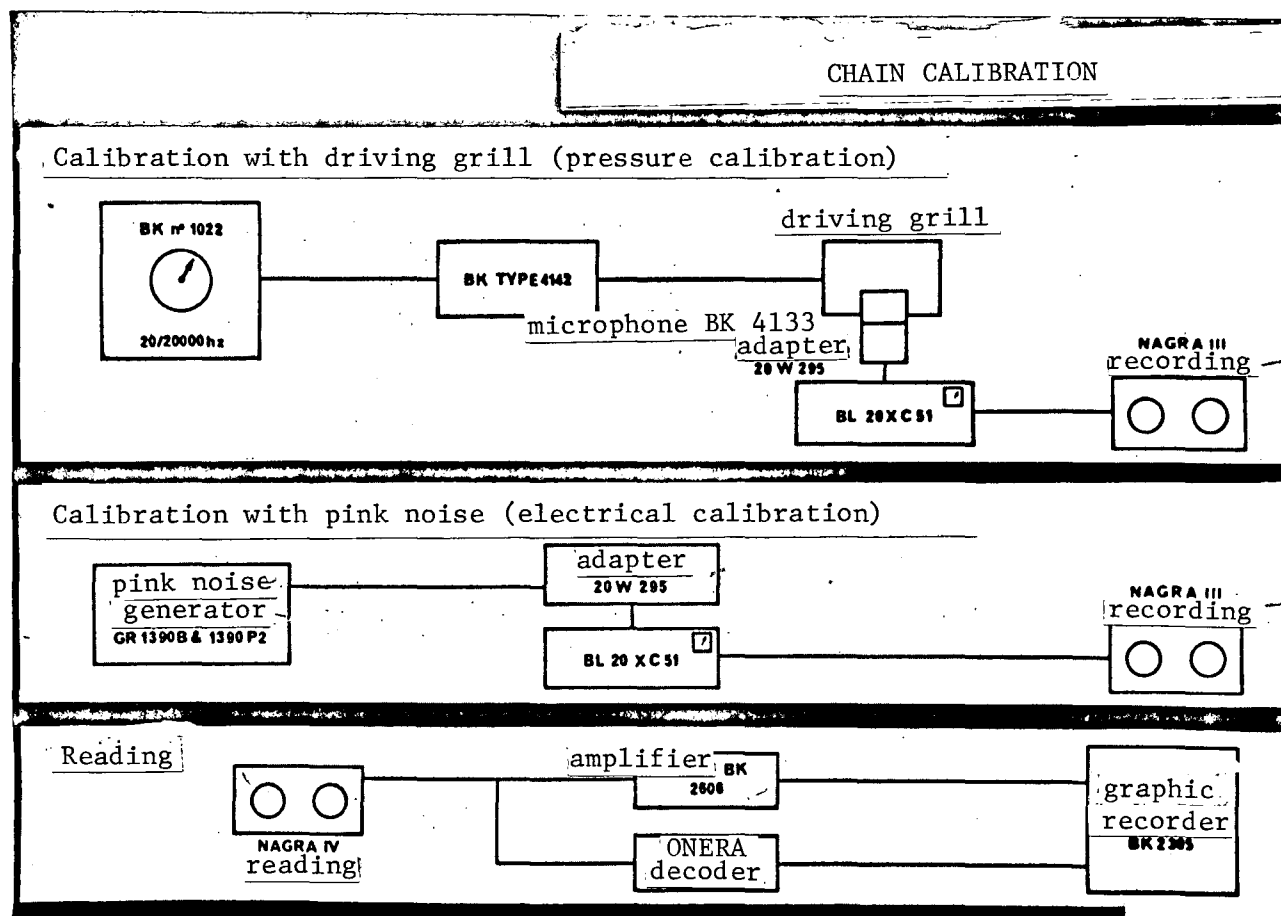 CHAIN CALIBRATION
Calibration with driving grill (pressure calibration)
BK nº 1022
20/20000hz
BK TYPE 4142
driving grill
microphone BK 4133
adapter
20 W 295
BL 20 X C 51
NAGRA III
recording
Calibration with pink noise (electrical calibration)
pink noise
generator
GR 1390B & 1390 P2
adapter
20 W 295
BL 20 X C 51
NAGRA III
recording
Reading
NAGRA IV
reading
amplifier BK
2606
ONERA
decoder
graphic
recorder
BK 2305